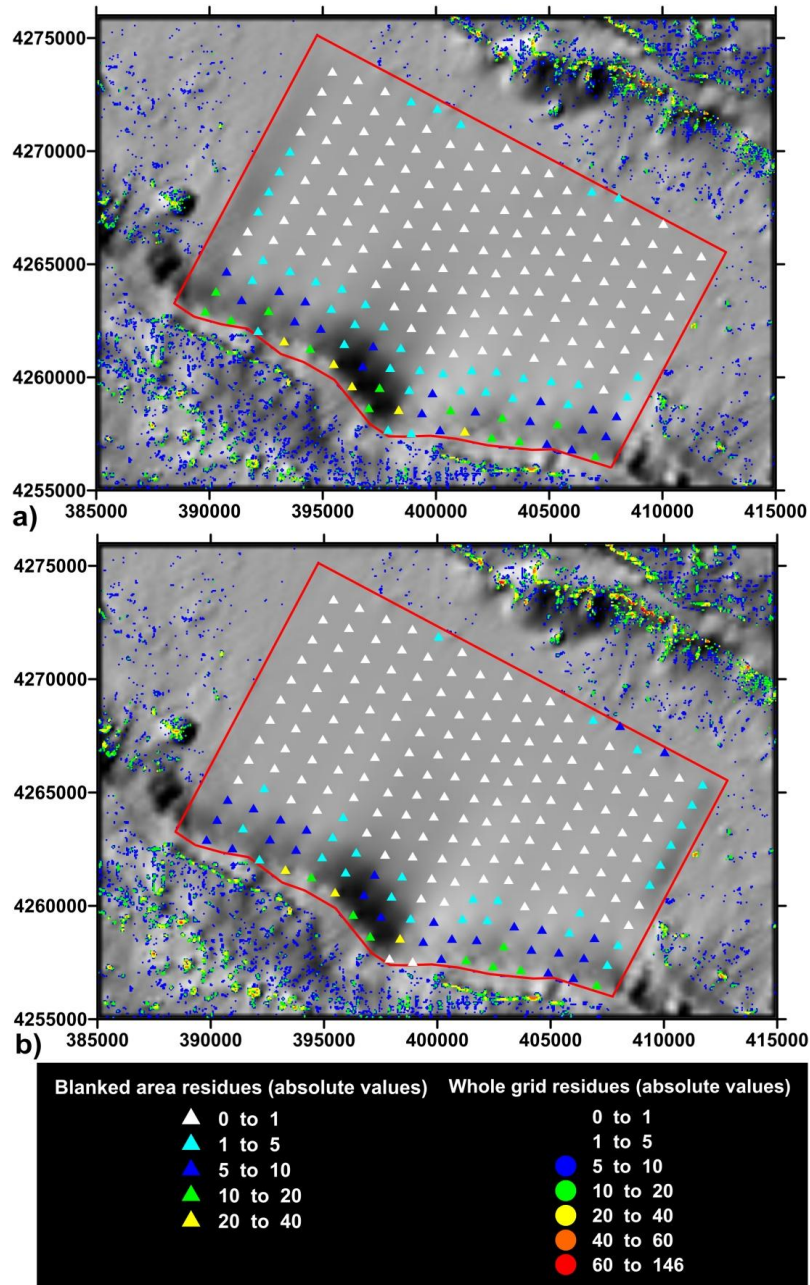 4275000
4270000
4265000
4260000
4255000
385000 390000 395000 400000 405000 410000 415000
a)
4275000
4270000
4265000
4260000
4255000
385000 390000 395000 400000 405000 410000 415000
b)
Blanked area residues (absolute values)
0 to 1
1 to 5
5 to 10
10 to 20
20 to 40
Whole grid residues (absolute values)
0 to 1
1 to 5
5 to 10
10 to 20
20 to 40
40 to 60
60 to 146